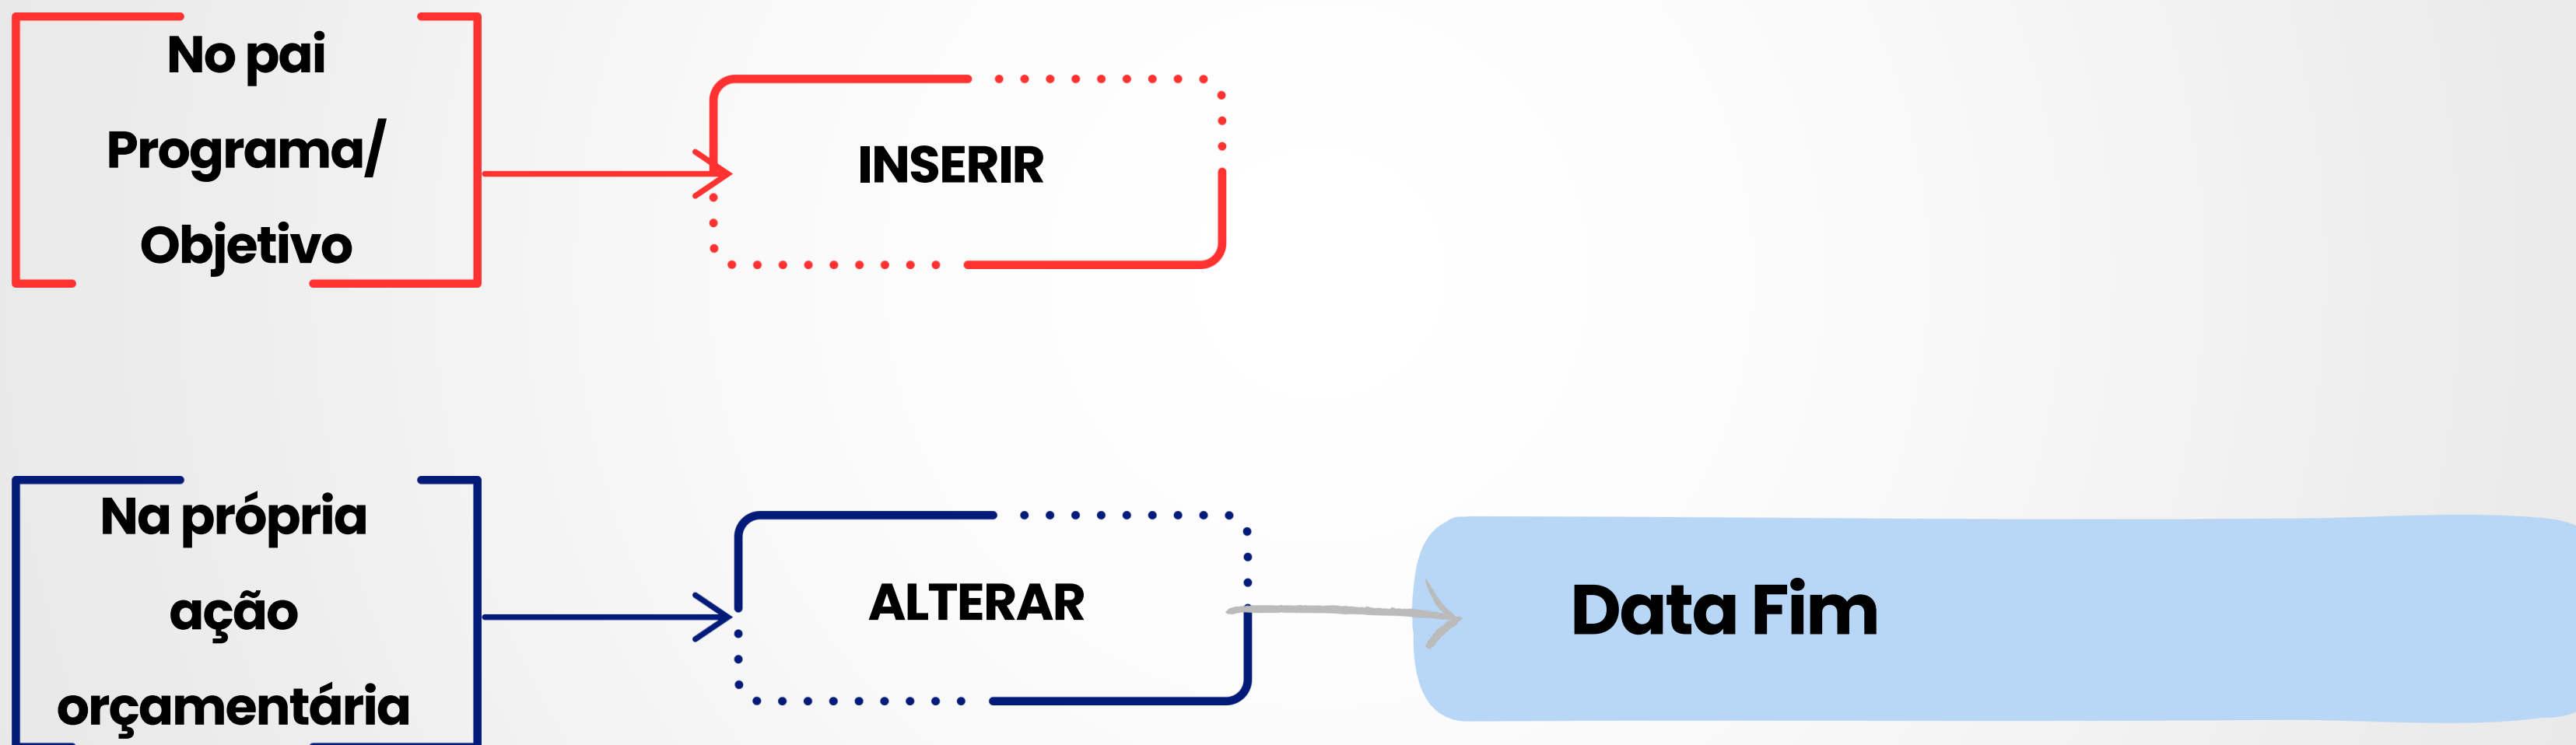 No pai
Programa/
Objetivo
INSERIR
Na própria
ação
orçamentária
ALTERAR
Data Fim